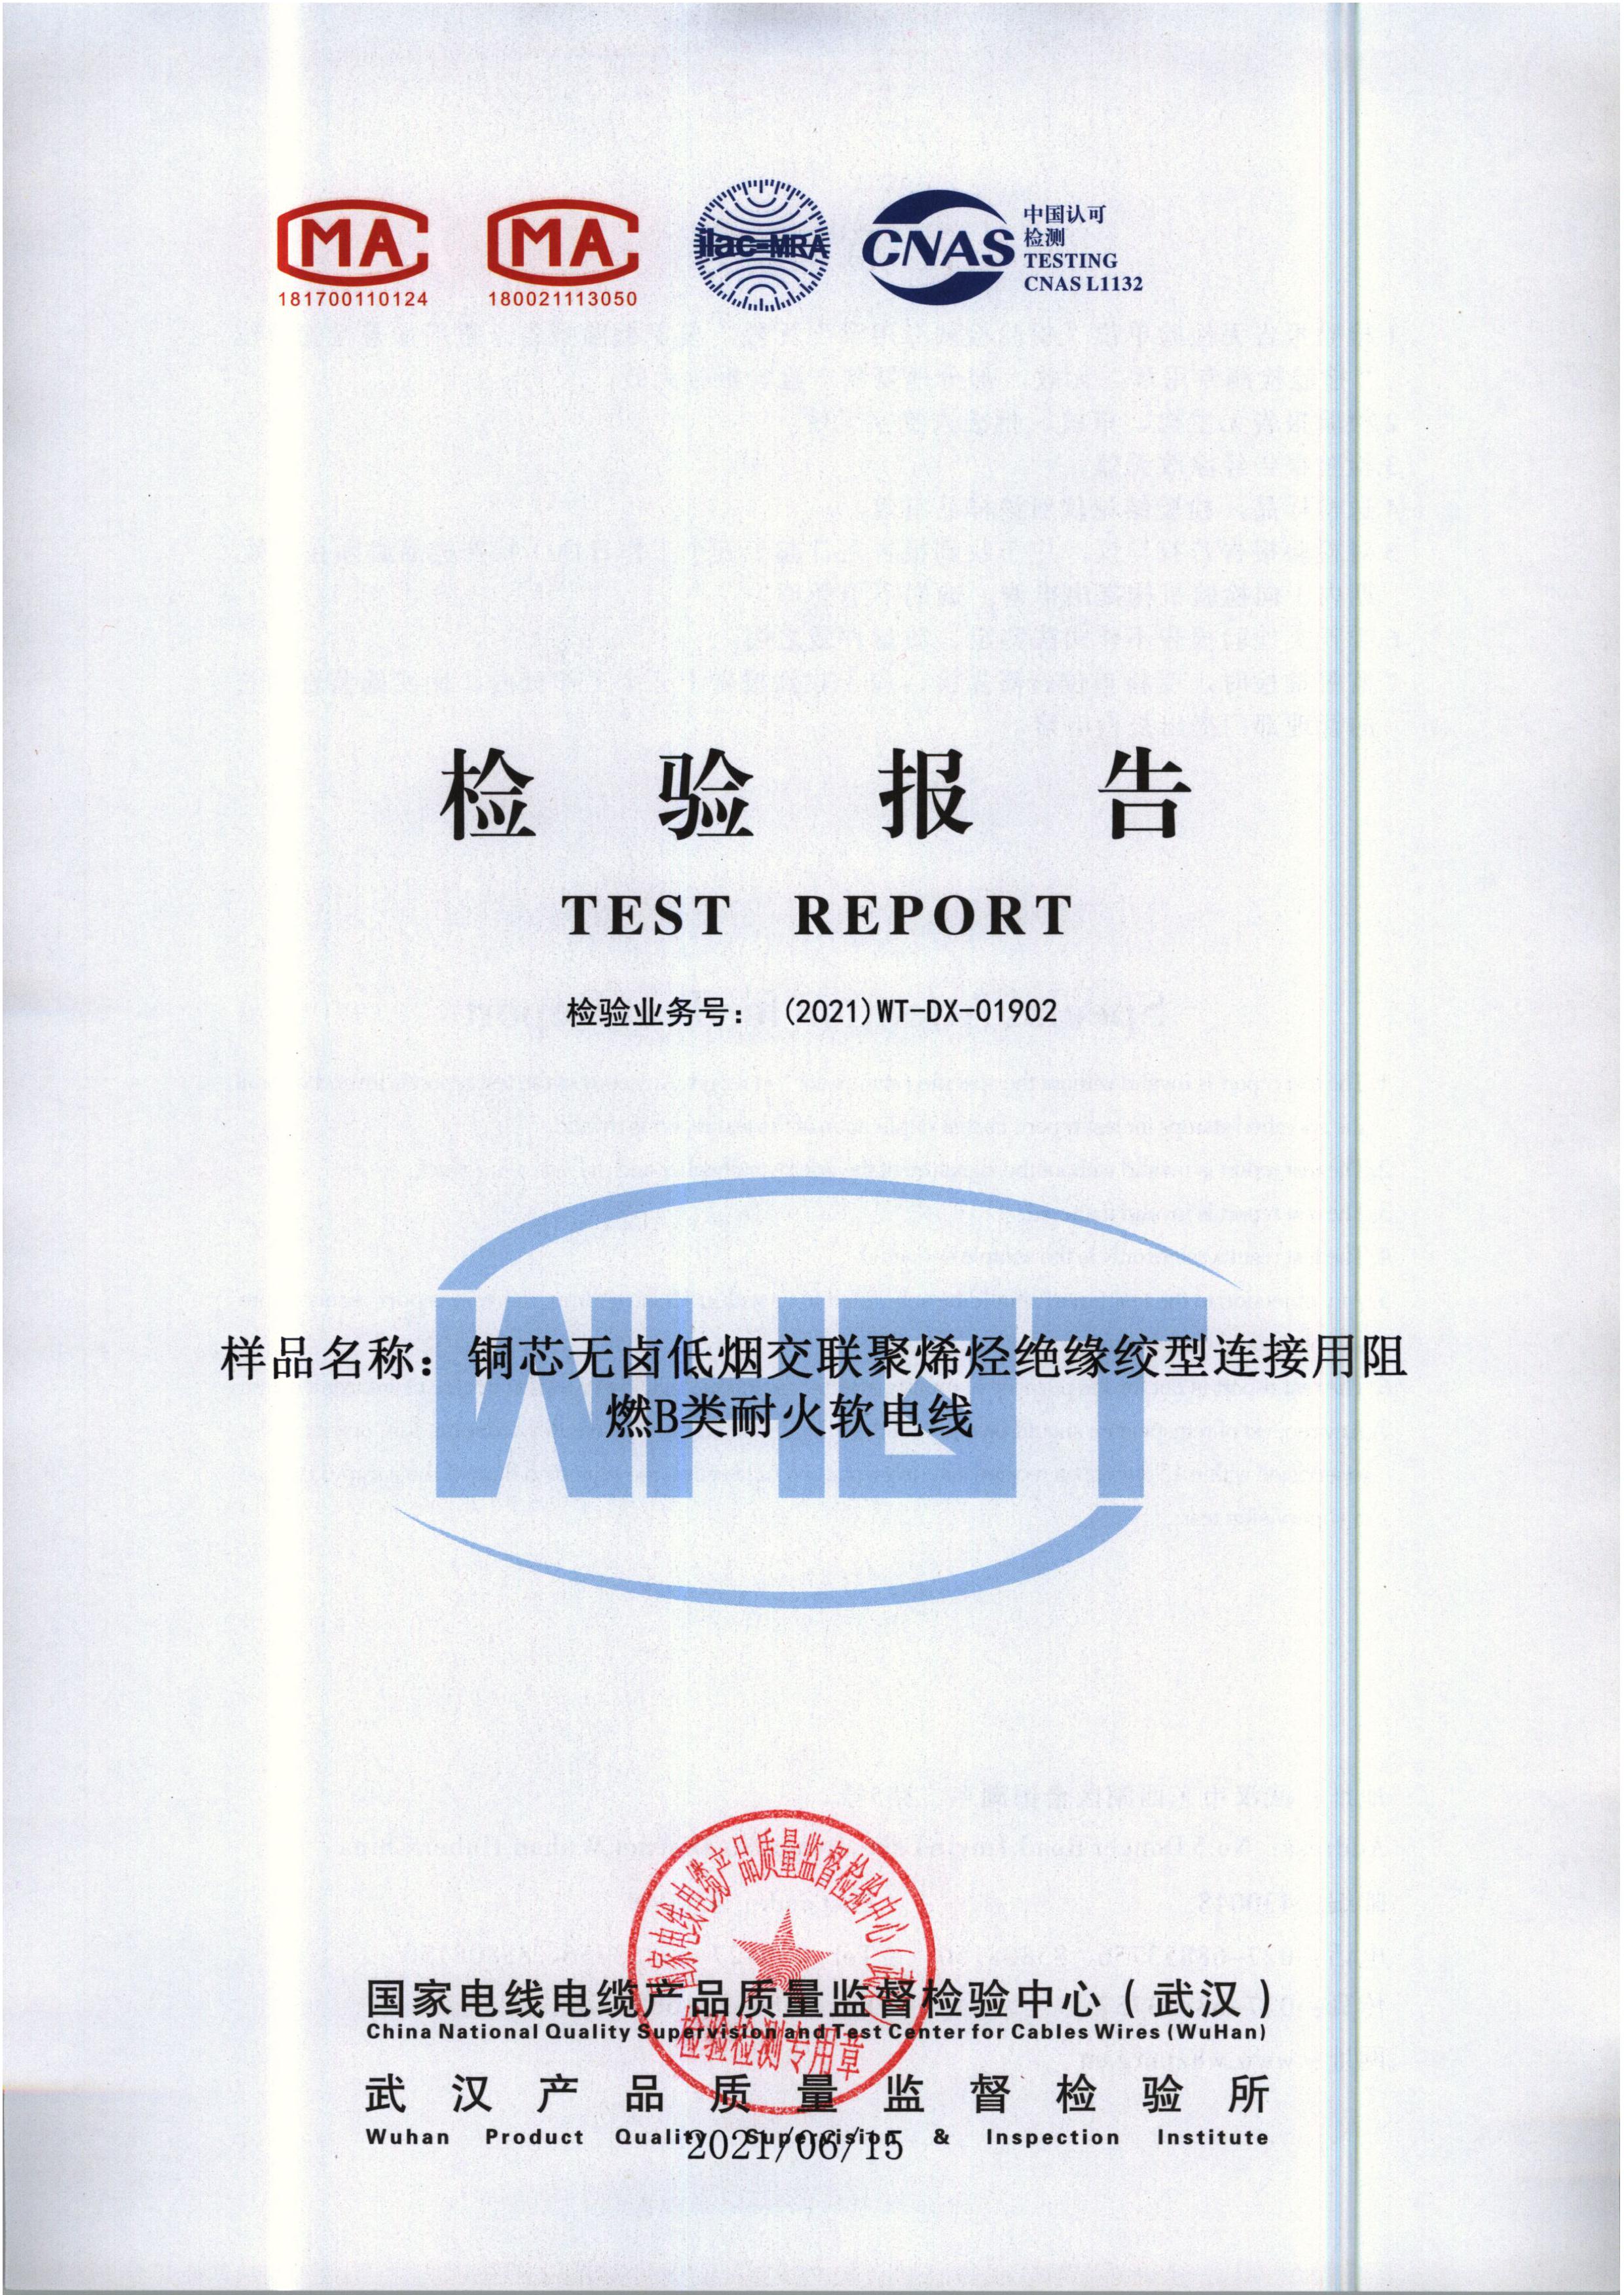 MA
181700110124
MA
180021113050
ilac-MRA
CNAS
中国认可
检测
TESTING
CNAS L1132
检验报告
TEST REPORT
检验业务号： (2021)WT-DX-01902
WHQT
样品名称：铜芯无卤低烟交联聚烯烃绝缘绞型连接用阻
燃B类耐火软电线
国家电线电缆产品质量监督检验中心（武汉）
检验检测专用章
国家电线电缆产品质量监督检验中心（武汉）
China National Quality Supervision and Test Center for Cables Wires (WuHan)
武汉产品质量监督检验所
Wuhan Product Quality Supervision & Inspection Institute
2021/06/15